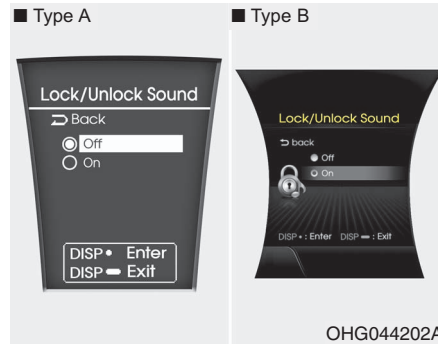 ■ Type A
Lock/Unlock Sound
Back
Off
On
DISP • Enter
DISP ▬ Exit
■ Type B
Lock/Unlock Sound
back
Off
On
DISP • : Enter DISP ▬ : Exit
OHG044202A